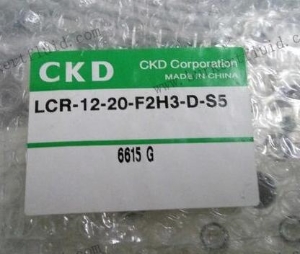 CKD
CKD Corporation
MADE IN CHINA
LCR-12-20-F2H3-D-S5
6615 G